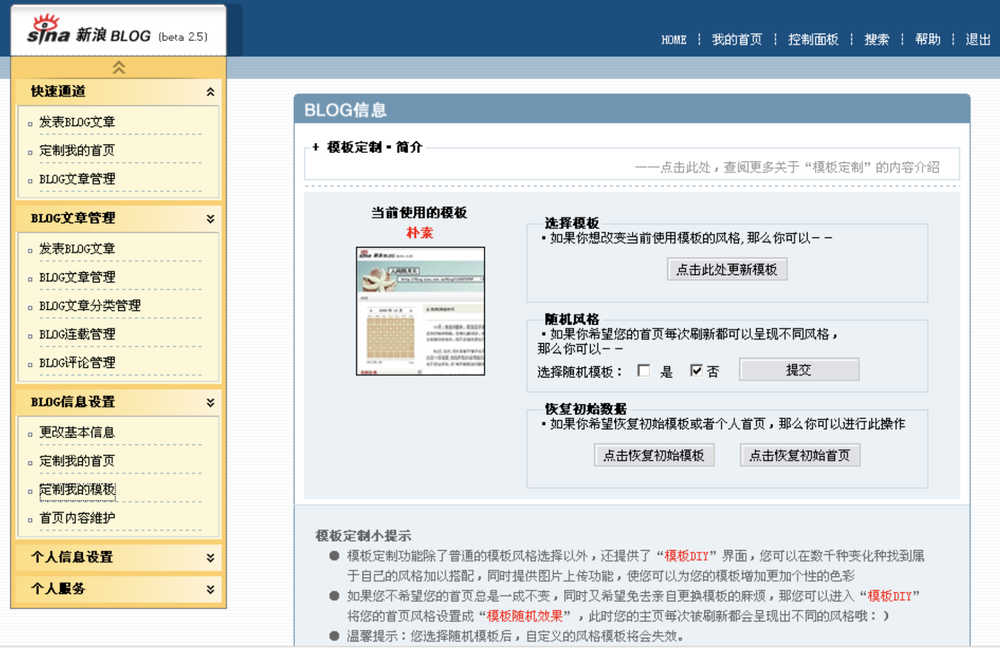 sina 新浪 BLOG (beta 2.5)
HOME ¦ 我的首页 ¦ 控制面板 ¦ 搜索 ¦ 帮助 ¦ 退出
快速通道
发表BLOG文章
定制我的首页
BLOG文章管理
BLOG文章管理
发表BLOG文章
BLOG文章管理
BLOG文章分类管理
BLOG连载管理
BLOG评论管理
BLOG信息设置
更改基本信息
定制我的首页
定制我的模板
首页内容维护
个人信息设置
个人服务
BLOG信息
+ 模板定制▪简介
——点击此处，查阅更多关于“模板定制”的内容介绍
当前使用的模板
朴素
选择模板
▪如果你想改变当前使用模板的风格,那么你可以－－
点击此处更新模板
随机风格
▪如果你希望您的首页每次刷新都可以呈现不同风格，
那么你可以－－
选择随机模板： 是 否 提交
恢复初始数据
▪如果你希望恢复初始模板或者个人首页，那么你可以进行此操作
点击恢复初始模板 点击恢复初始首页
模板定制小提示
● 模板定制功能除了普通的模板风格选择以外，还提供了“模板DIY”界面，您可以在数千种变化种找到属
于自己的风格加以搭配，同时提供图片上传功能，使您可以为您的模板增加更加个性的色彩
● 如果您不希望您的首页总是一成不变，同时又希望免去亲自更换模板的麻烦，那您可以进入“模板DIY”
将您的首页风格设置成“模板随机效果”，此时您的主页每次被刷新都会呈现出不同的风格哦：）
● 温馨提示：您选择随机模板后，自定义的风格模板将会失效。